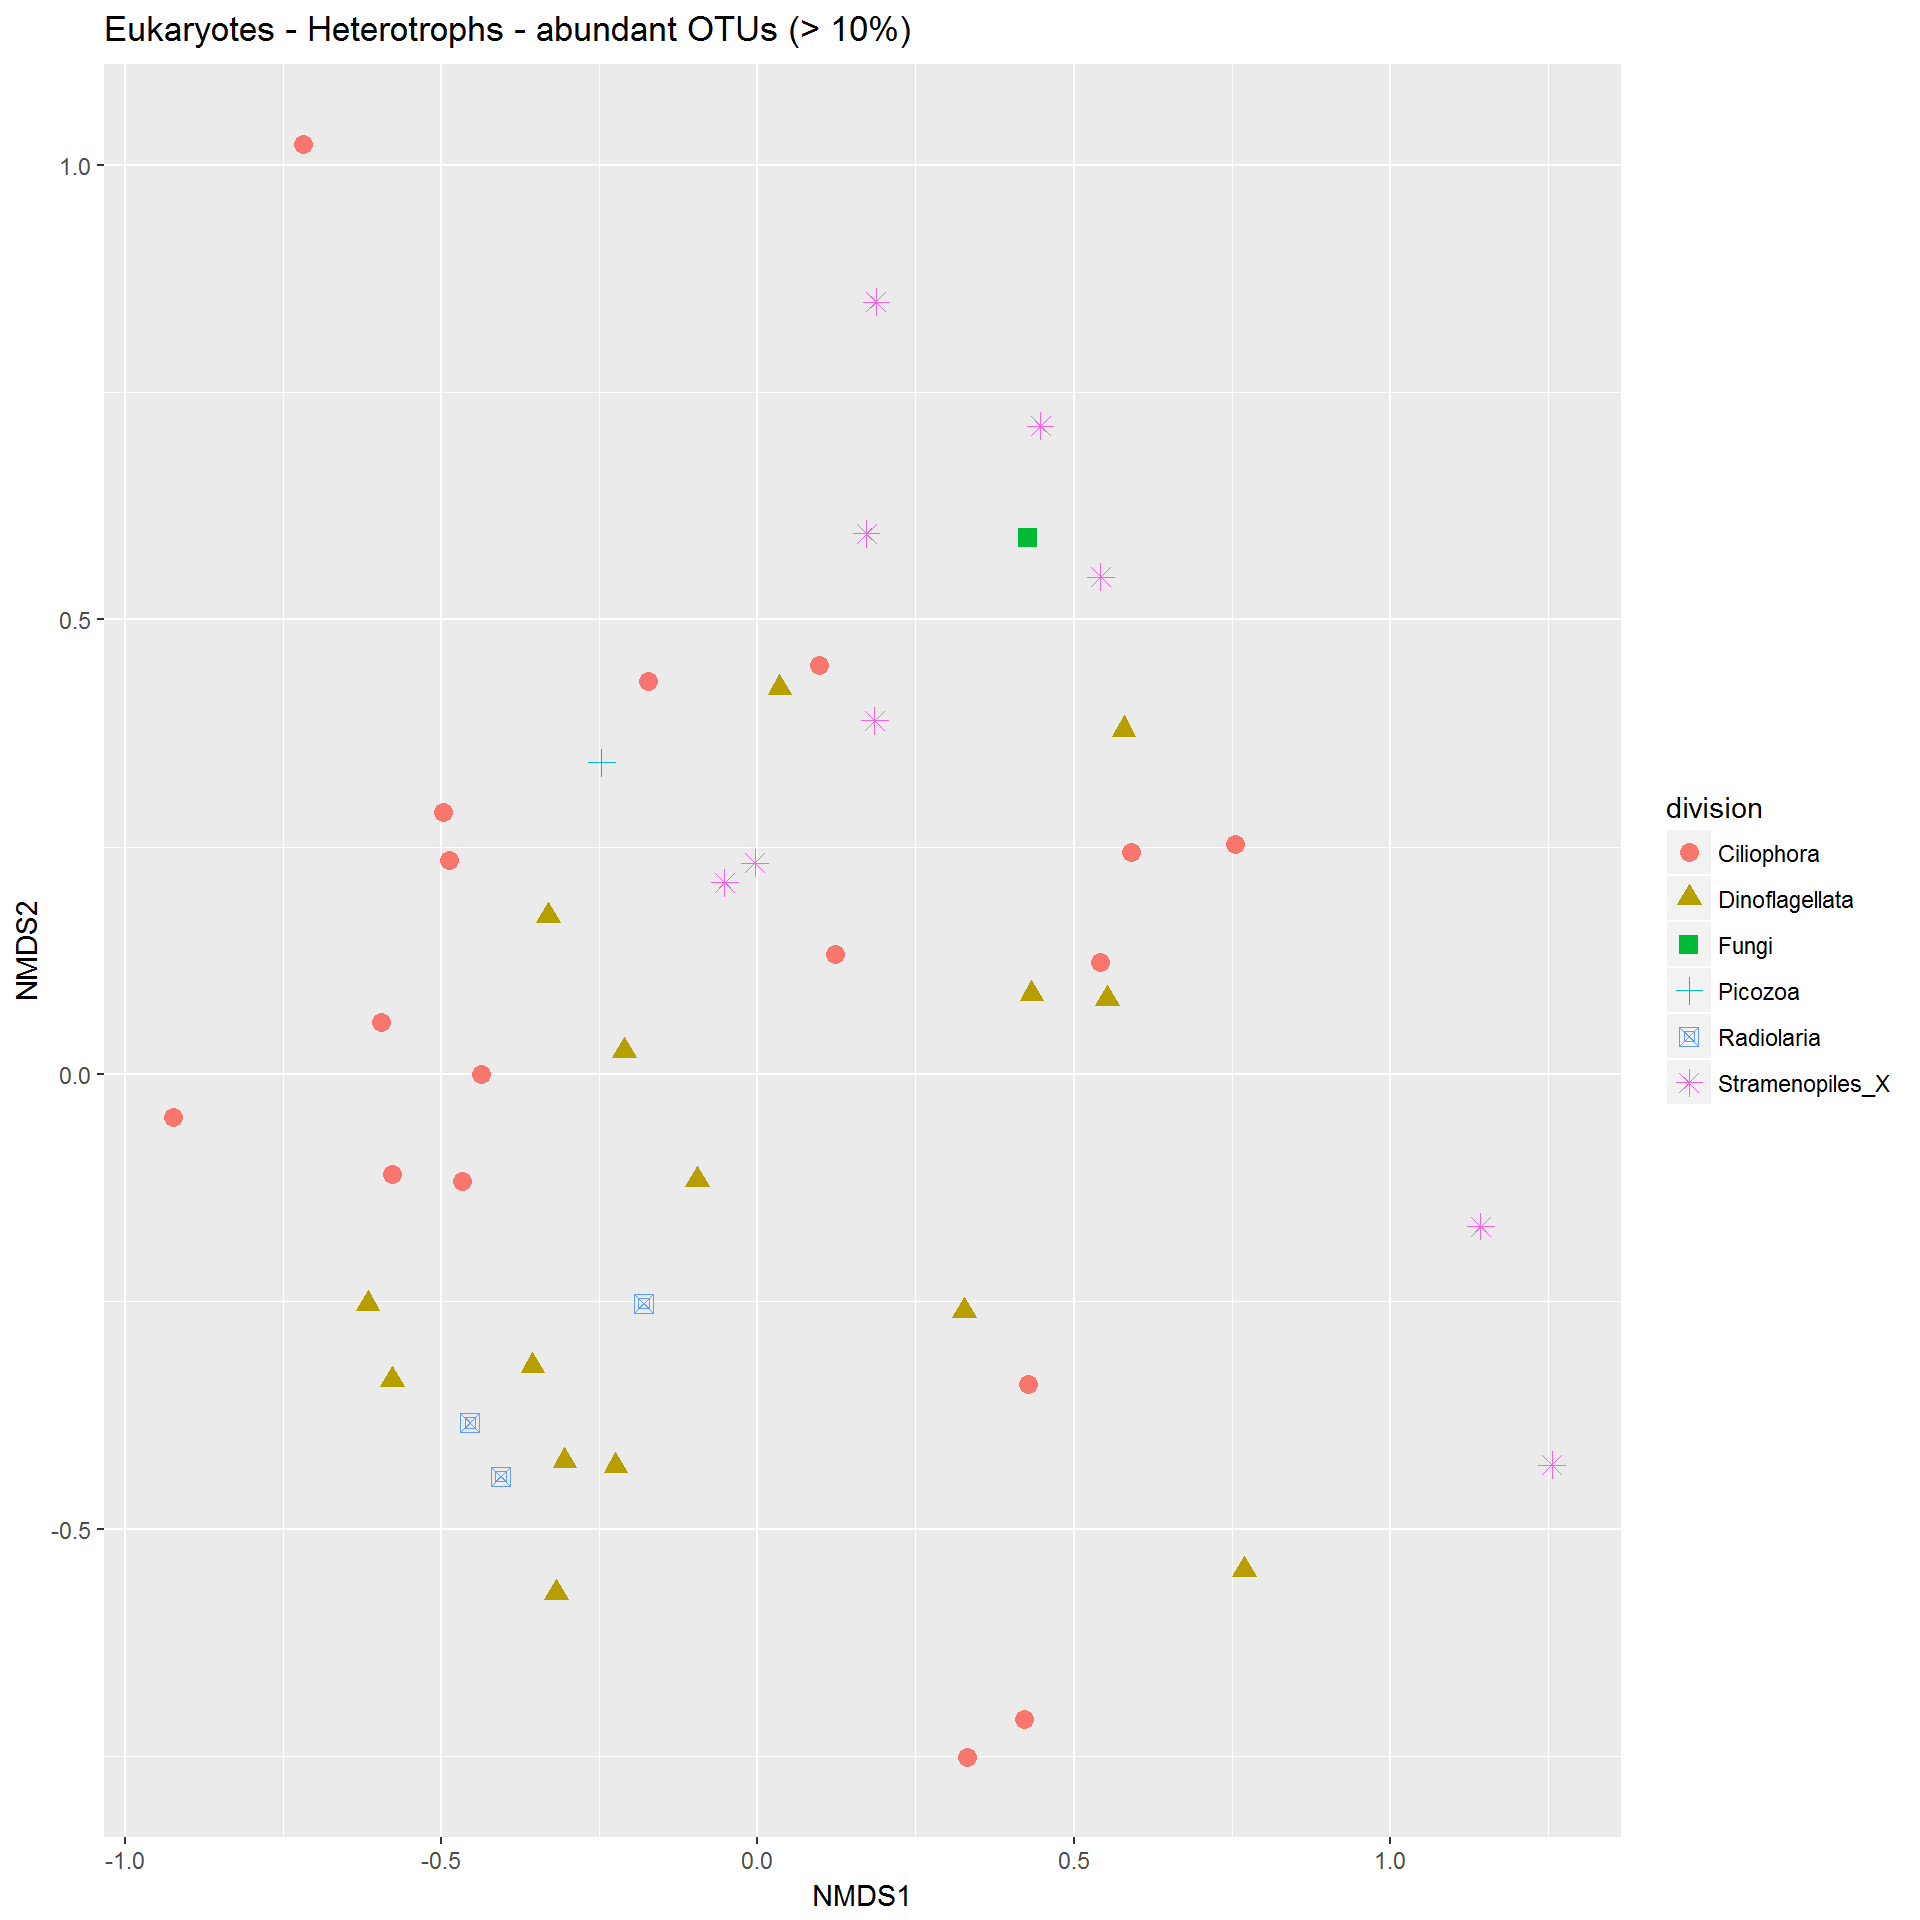 Eukaryotes - Heterotrophs - abundant OTUs (> 10%)
1.0
0.5
0.0
-0.5
NMDS2
-1.0
-0.5
0.0
0.5
1.0
NMDS1
division
Ciliophora
Dinoflagellata
Fungi
Picozoa
Radiolaria
Stramenopiles_X